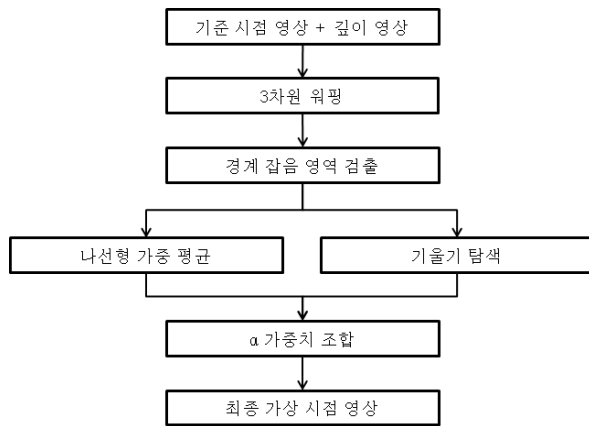 기준 시점 영상 + 깊이 영상
3차원 워핑
경계 잡음 영역 검출
나선형 가중 평균
기울기 탐색
α 가중치 조합
최종 가상 시점 영상